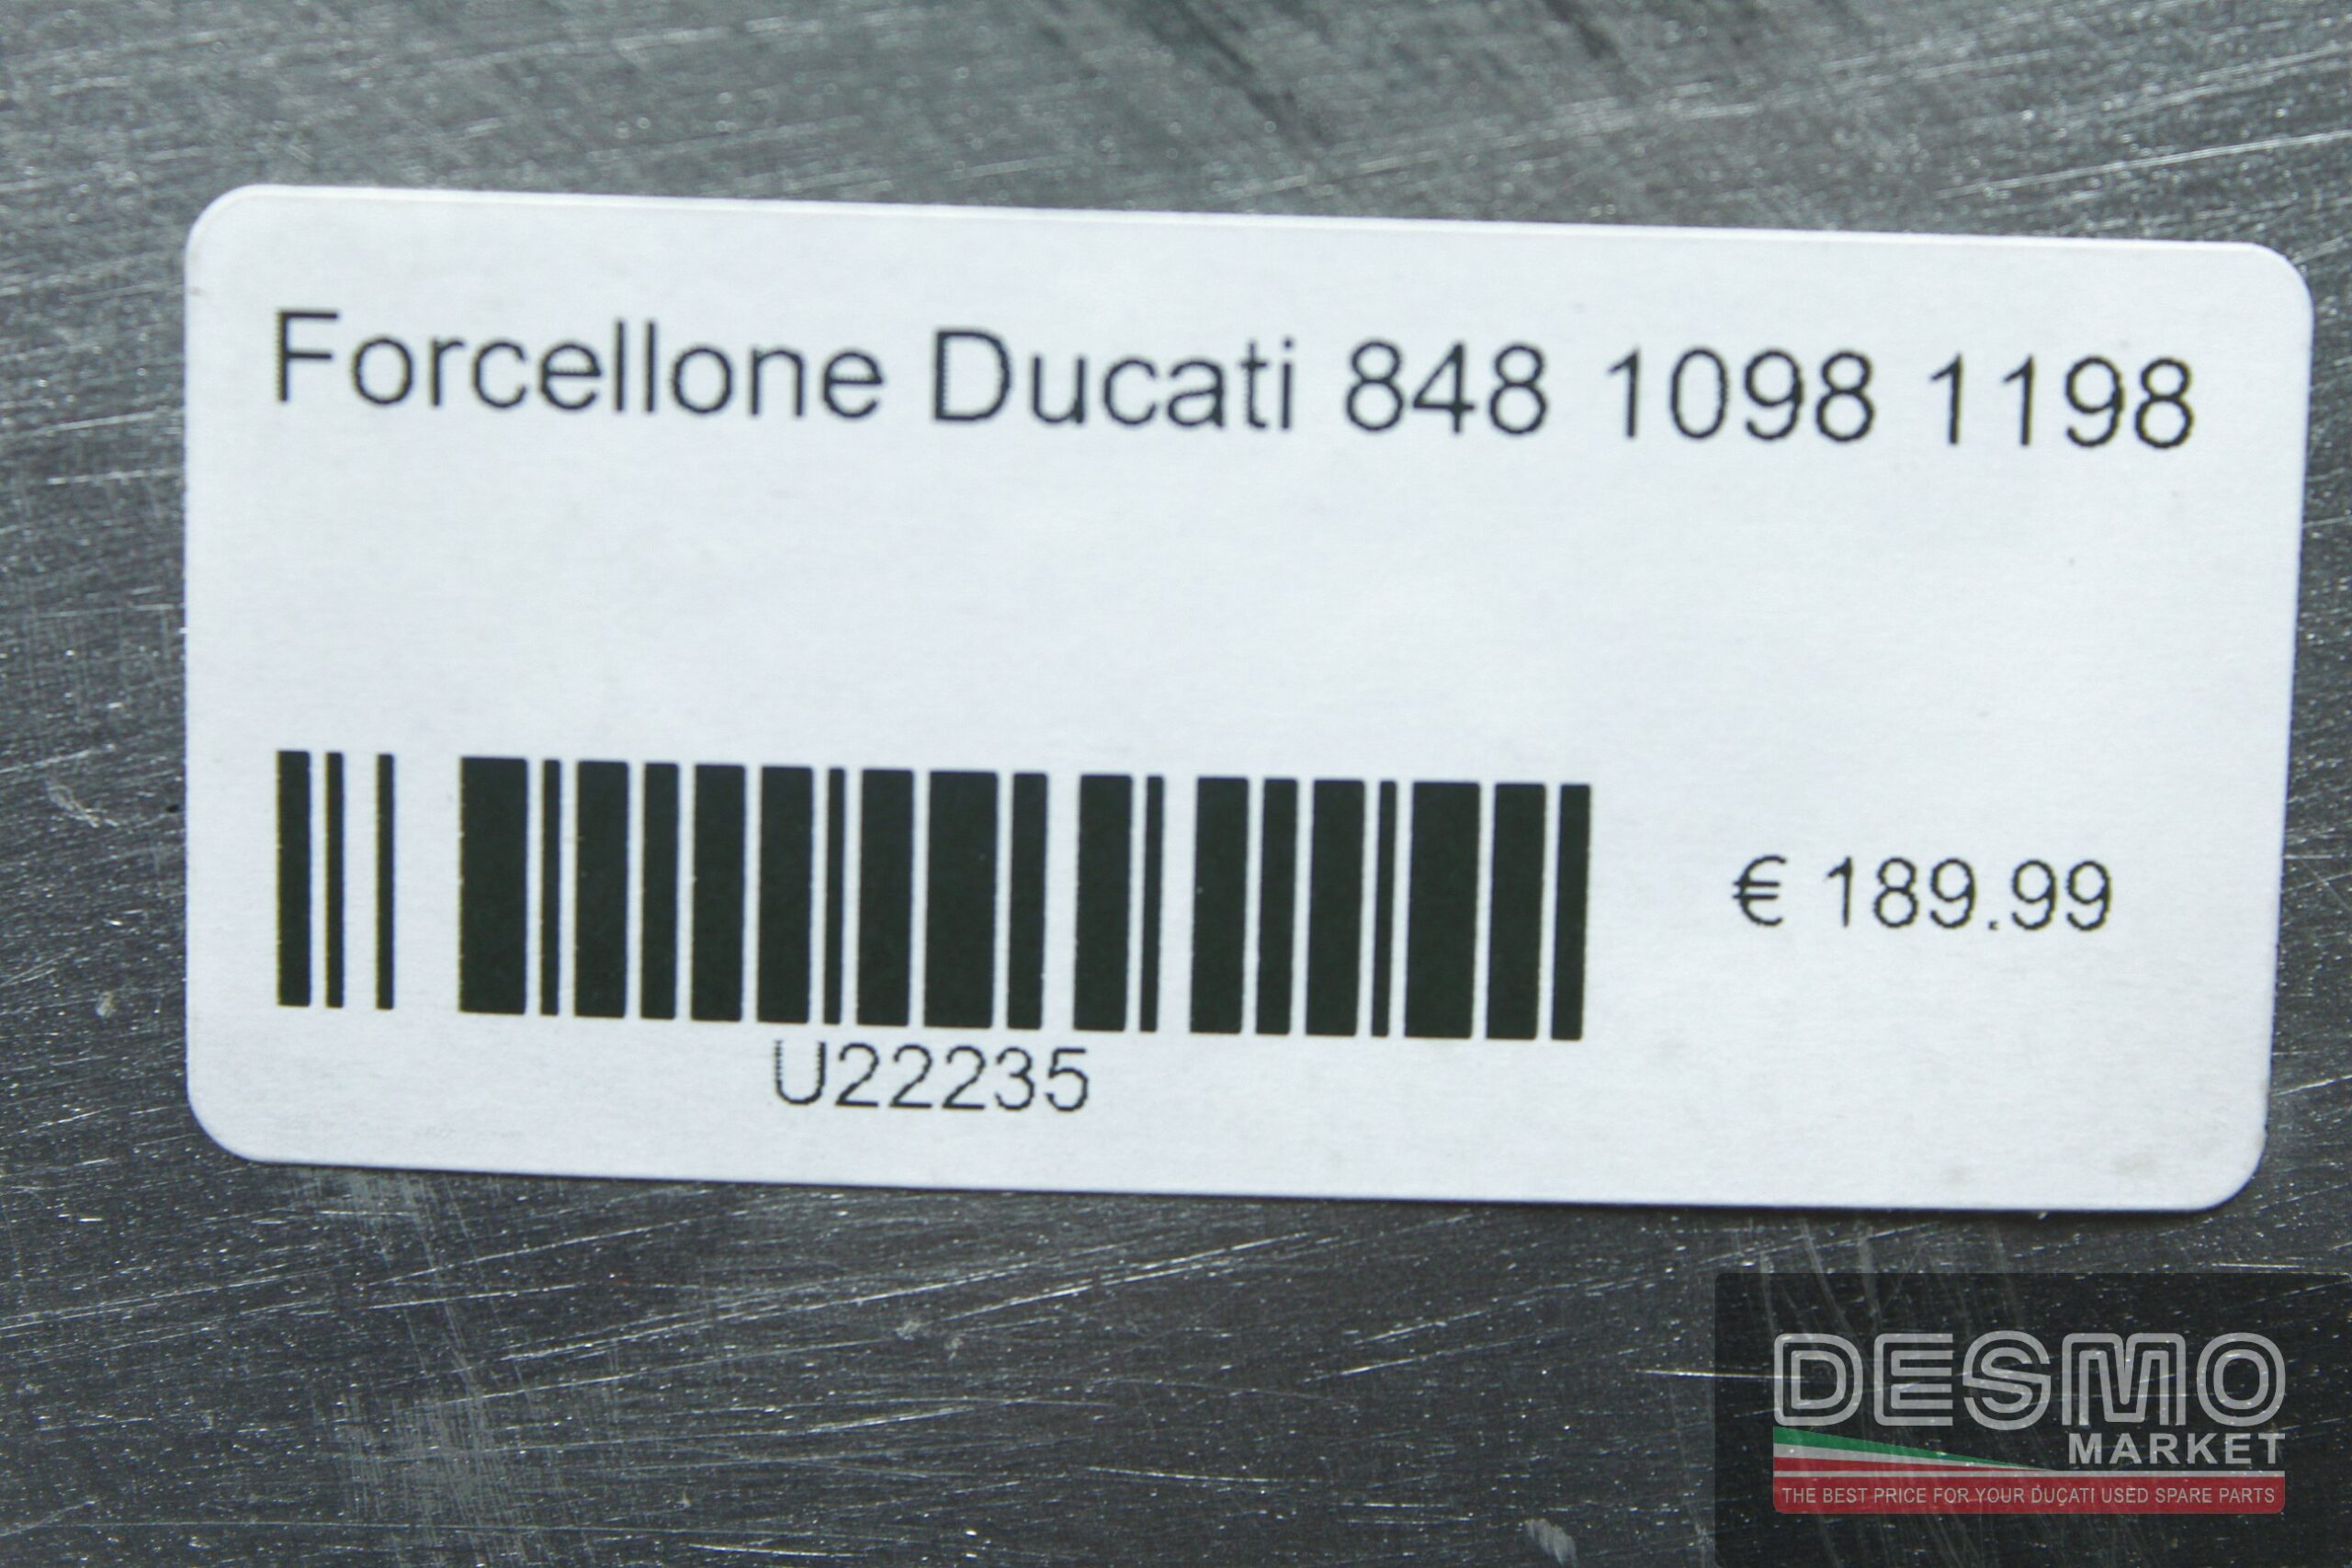 Forcellone Ducati 848 1098 1198
€ 189.99
U22235
DESMO
MARKET
THE BEST PRICE FOR YOUR DUCATI USED SPARE PARTS